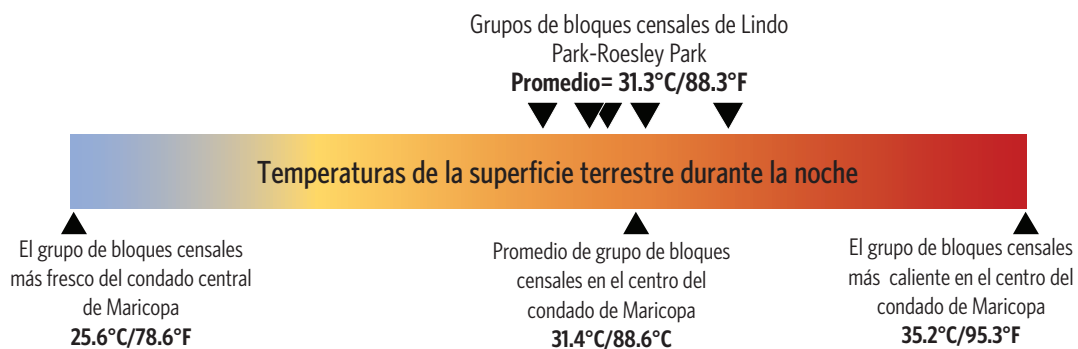 Grupos de bloques censales de Lindo
Park-Roesley Park
Promedio= 31.3°C/88.3°F
Temperaturas de la superficie terrestre durante la noche
El grupo de bloques censales
más fresco del condado central
de Maricopa
25.6°C/78.6°F
Promedio de grupo de bloques
censales en el centro del
condado de Maricopa
31.4°C/88.6°C
El grupo de bloques censales
más caliente en el centro del
condado de Maricopa
35.2°C/95.3°F